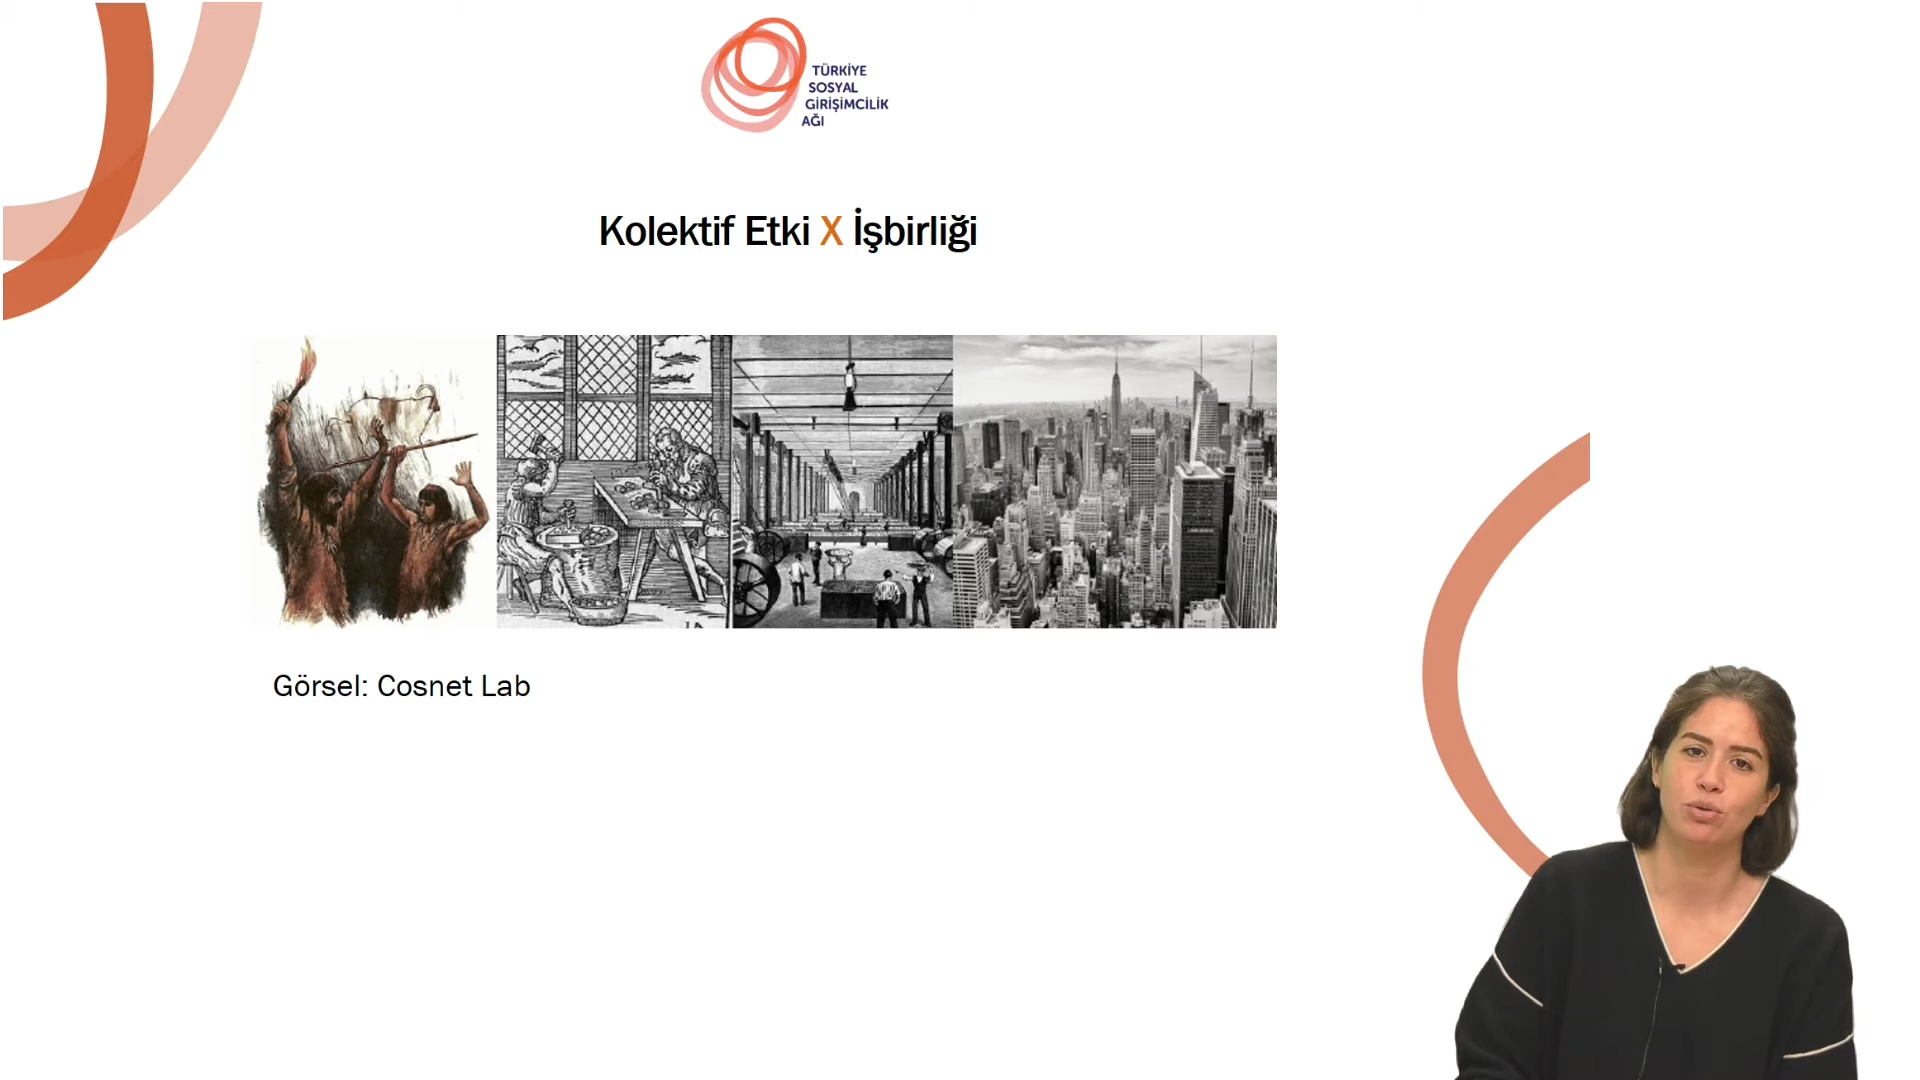 TÜRKİYE
SOSYAL
GİRİŞİMCİLİK
AĞI
Kolektif Etki X İşbirliği
Görsel: Cosnet Lab